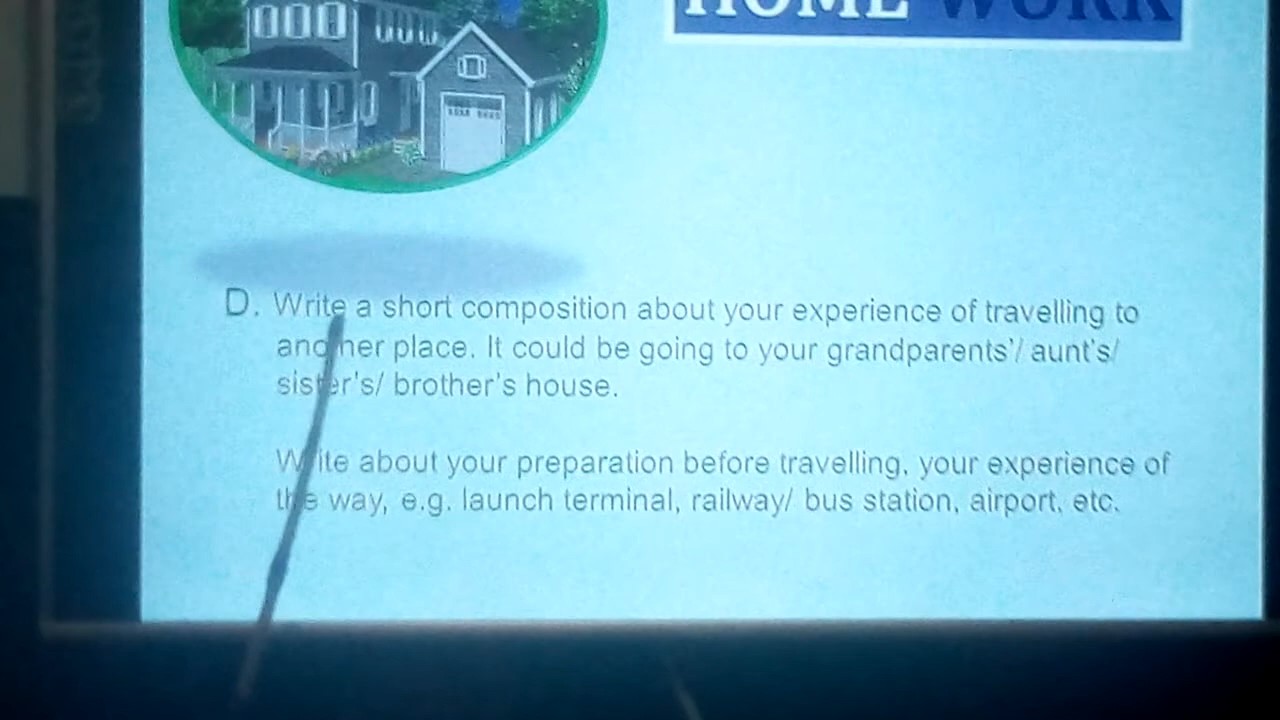 HOME WORK
D. Write a short composition about your experience of travelling to
another place. It could be going to your grandparents'/ aunt's/
sister's/ brother's house.
Write about your preparation before travelling, your experience of
the way, e.g. launch terminal, railway/ bus station, airport, etc.